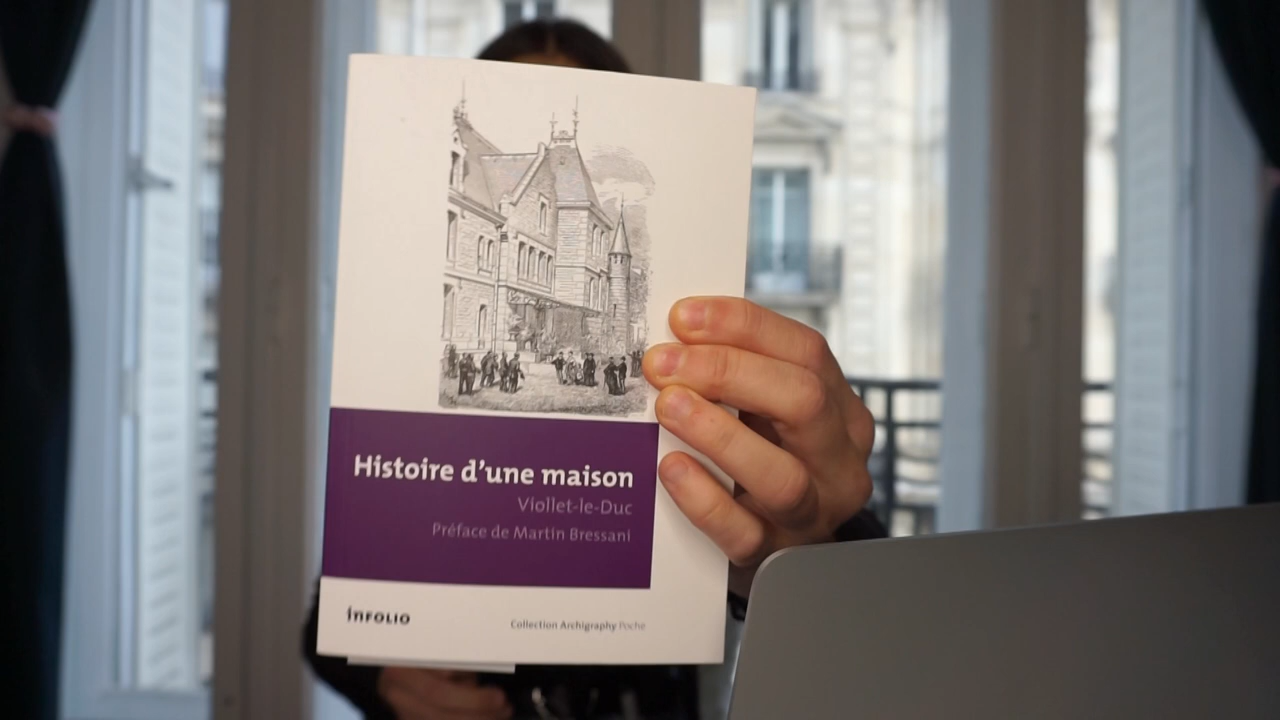 Histoire d'une maison
Viollet-le-Duc
Préface de Martin Bressani
inFOLIO
Collection Archigraphy Poche